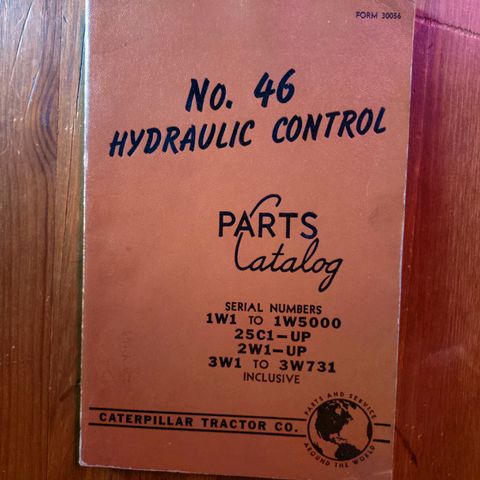 FORM 30056
No. 46
HYDRAULIC CONTROL
PARTS
Catalog
SERIAL NUMBERS
1W1 TO 1W5000
25C1-UP
2W1-UP
3W1 TO 3W731
INCLUSIVE
CATERPILLAR TRACTOR CO.
PARTS AND SERVICE
AROUND THE WORLD